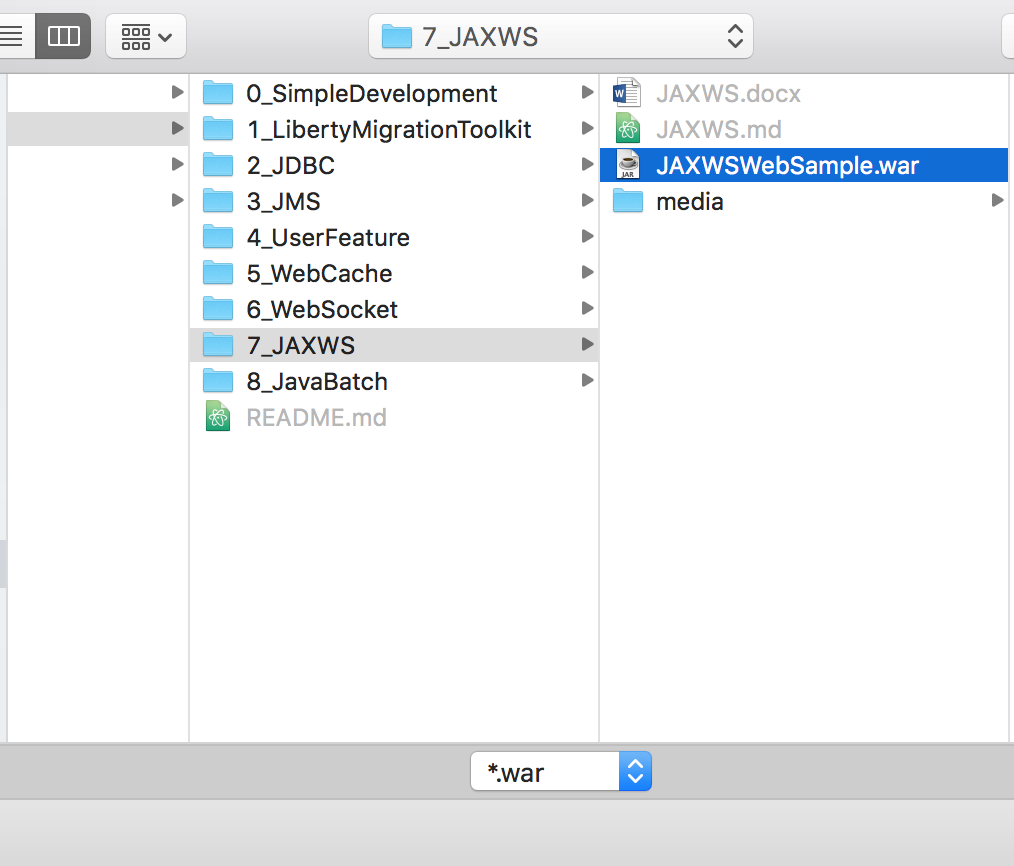 7_JAXWS
0_SimpleDevelopment
1_LibertyMigrationToolkit
2_JDBC
3_JMS
4_UserFeature
5_WebCache
6_WebSocket
7_JAXWS
8_JavaBatch
README.md
W
JAXWS.docx
JAXWS.md
JAR
JAXWSWebSample.war
media
*.war